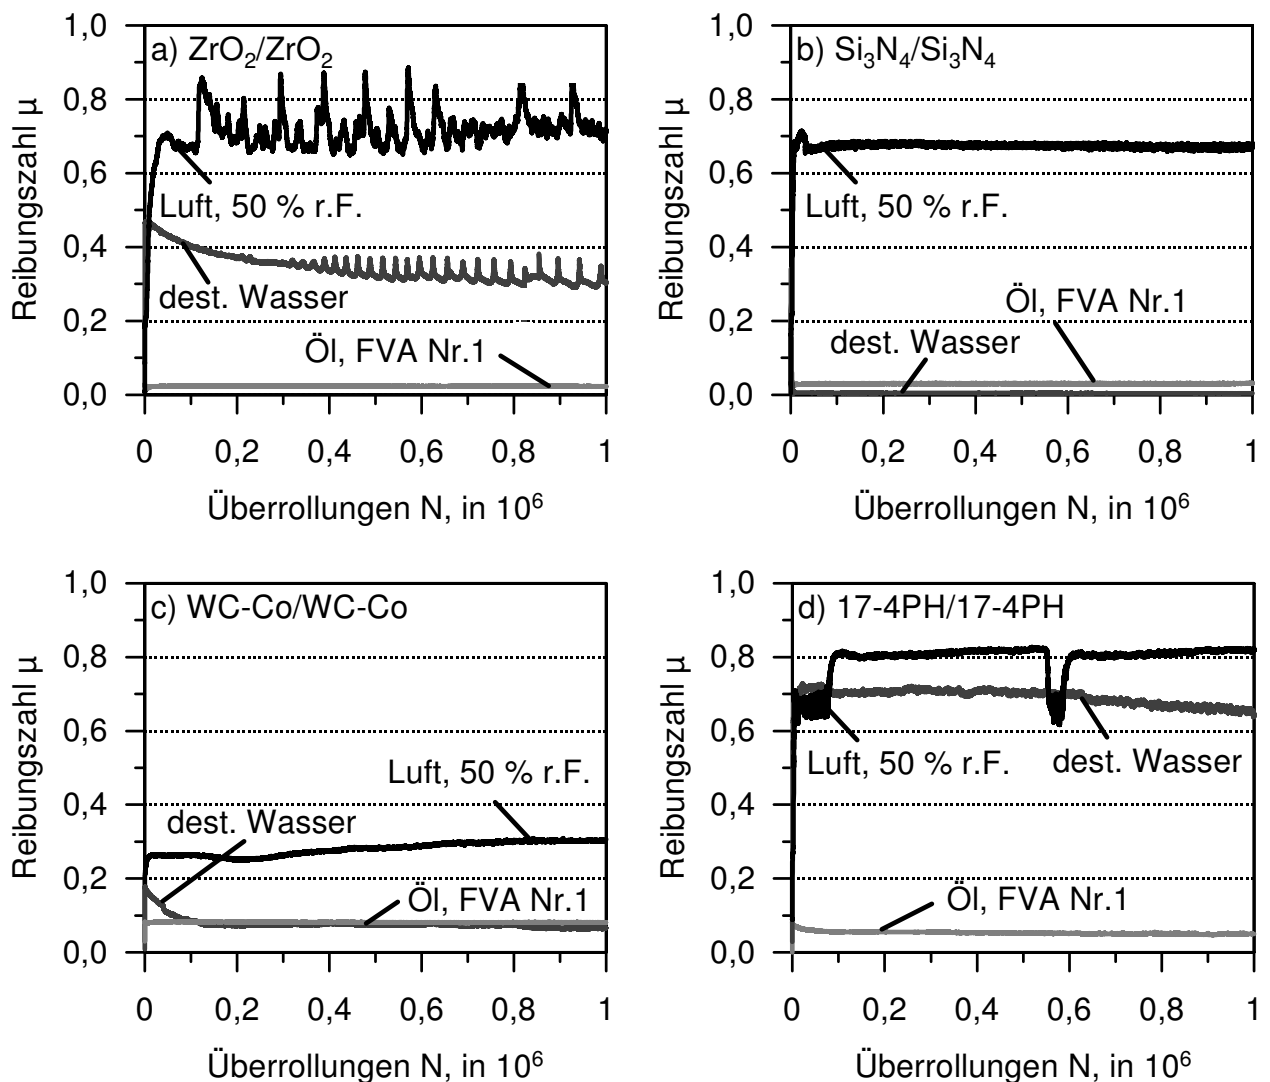 1,0
a) ZrO₂/ZrO₂
0,8
0,6
Luft, 50 % r.F.
0,4
dest. Wasser
0,2
Öl, FVA Nr.1
0,0
Reibungszahl µ
0 0,2 0,4 0,6 0,8 1
Überrollungen N, in 10⁶
1,0
b) Si₃N₄/Si₃N₄
0,8
0,6
Luft, 50 % r.F.
0,4
Öl, FVA Nr.1
0,2
dest. Wasser
0,0
Reibungszahl µ
0 0,2 0,4 0,6 0,8 1
Überrollungen N, in 10⁶
1,0
c) WC-Co/WC-Co
0,8
0,6
Luft, 50 % r.F.
0,4
dest. Wasser
0,2
Öl, FVA Nr.1
0,0
Reibungszahl µ
0 0,2 0,4 0,6 0,8 1
Überrollungen N, in 10⁶
1,0
d) 17-4PH/17-4PH
0,8
0,6
Luft, 50 % r.F.
dest. Wasser
0,4
0,2
Öl, FVA Nr.1
0,0
Reibungszahl µ
0 0,2 0,4 0,6 0,8 1
Überrollungen N, in 10⁶